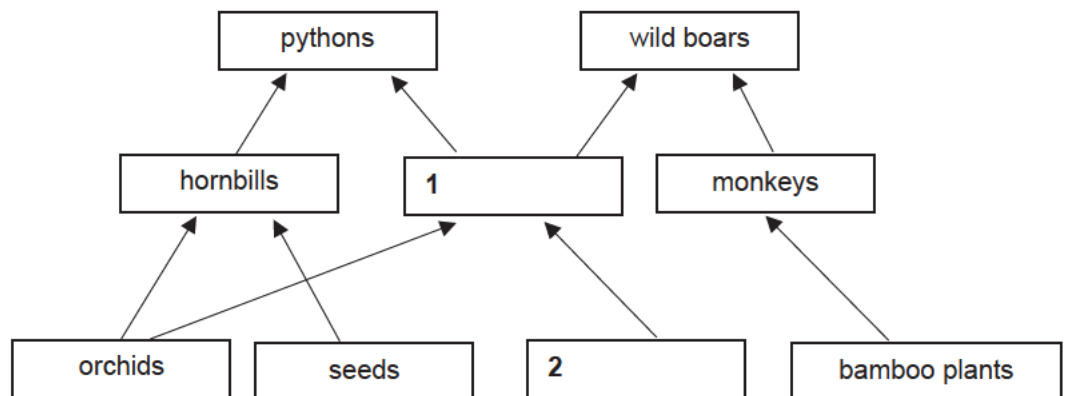 pythons
wild boars
hornbills
1
monkeys
orchids
seeds
2
bamboo plants